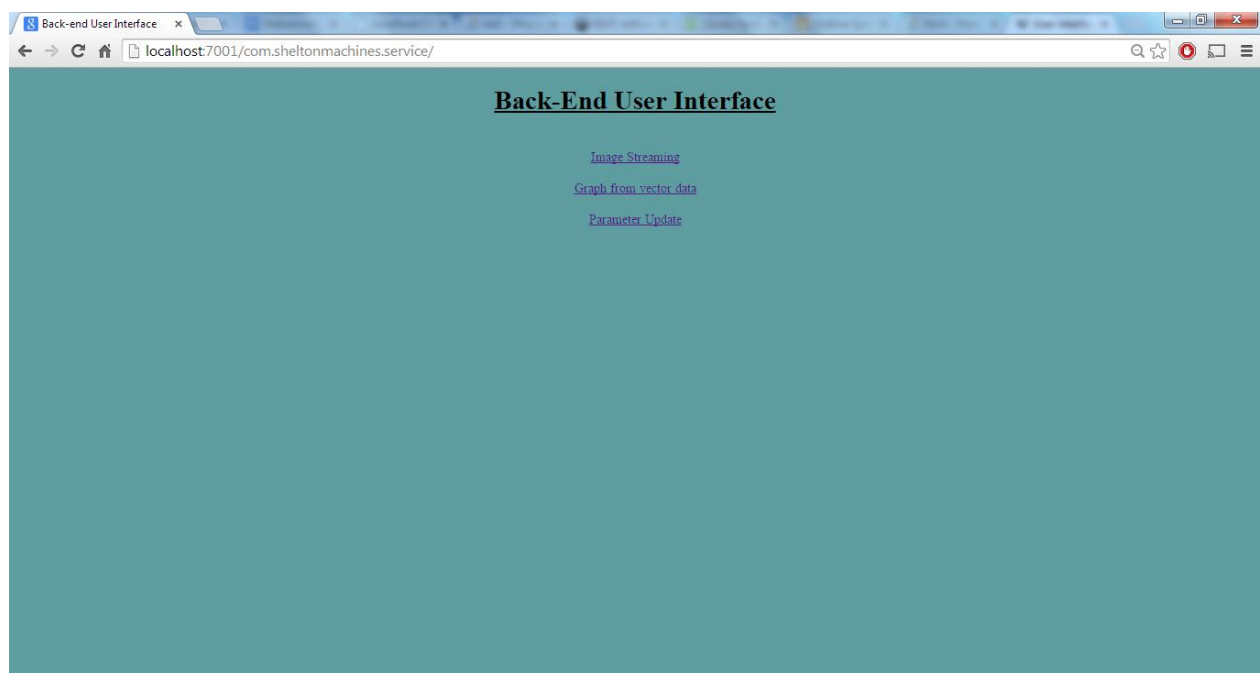 Back-end User Interface
localhost:7001/com.sheltonmachines.service/
Back-End User Interface
Image Streaming
Graph from vector data
Parameter Update